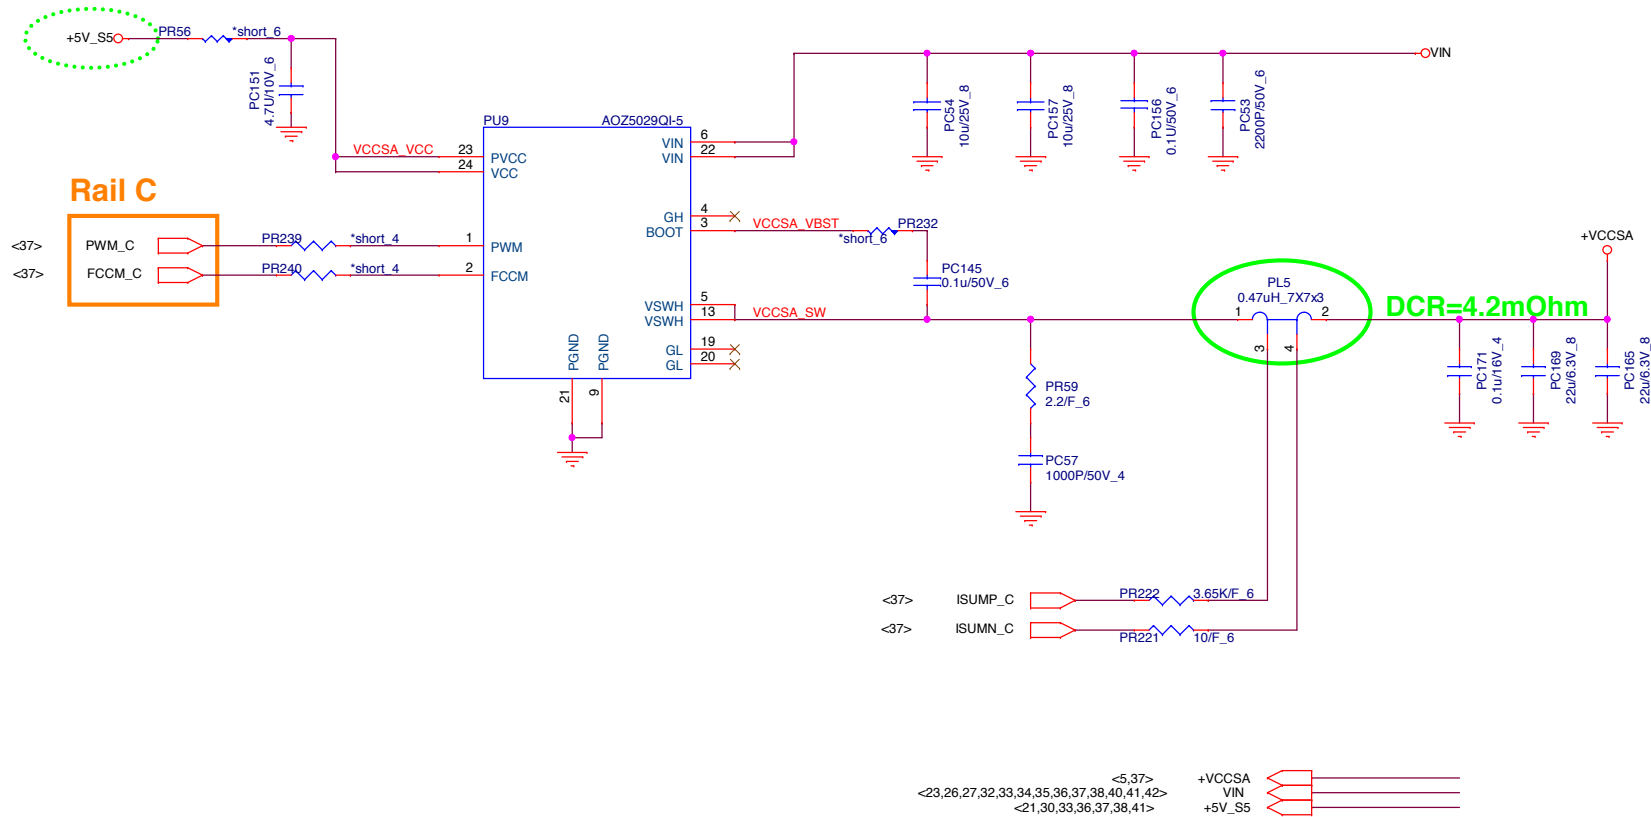 +5V_S5
PR56
*short_6
PC151
4.7U/10V_6
VIN
PC54
10u/25V_8
PC157
10u/25V_8
PC156
0.1U/50V_6
PC53
2200P/50V_6
PU9
AOZ5029QI-5
VCCSA_VCC
23
24
PVCC
VCC
VIN
VIN
6
22
Rail C
<37>
PWM_C
PR239
*short_4
1
PWM
<37>
FCCM_C
PR240
*short_4
2
FCCM
GH
BOOT
4
3
VCCSA_VBST
*short_6
PR232
PC145
0.1u/50V_6
VSWH
VSWH
5
13
VCCSA_SW
GL
GL
19
20
PGND
PGND
21
9
PR59
2.2/F_6
PC57
1000P/50V_4
PL5
0.47uH_7X7x3
1
2
3
4
DCR=4.2mOhm
+VCCSA
PC171
0.1u/16V_4
PC169
22u/6.3V_8
PC165
22u/6.3V_8
<37>
ISUMP_C
PR222
3.65K/F_6
<37>
ISUMN_C
PR221
10/F_6
<5,37>
+VCCSA
<23,26,27,32,33,34,35,36,37,38,40,41,42>
VIN
<21,30,33,36,37,38,41>
+5V_S5